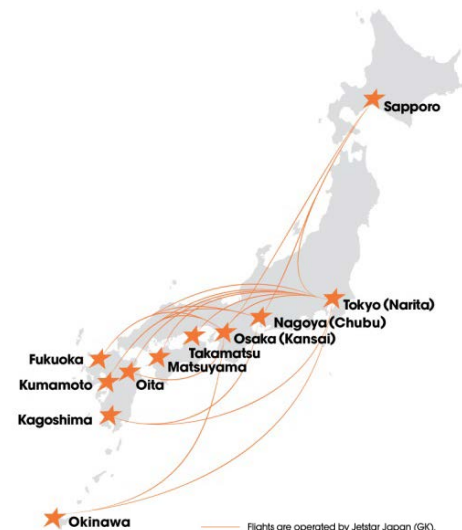 Sapporo
Tokyo (Narita)
Nagoya (Chubu)
Osaka (Kansai)
Takamatsu
Matsuyama
Fukuoka
Kumamoto
Oita
Kagoshima
Okinawa
Flights are operated by Jetstar Japan (GK).